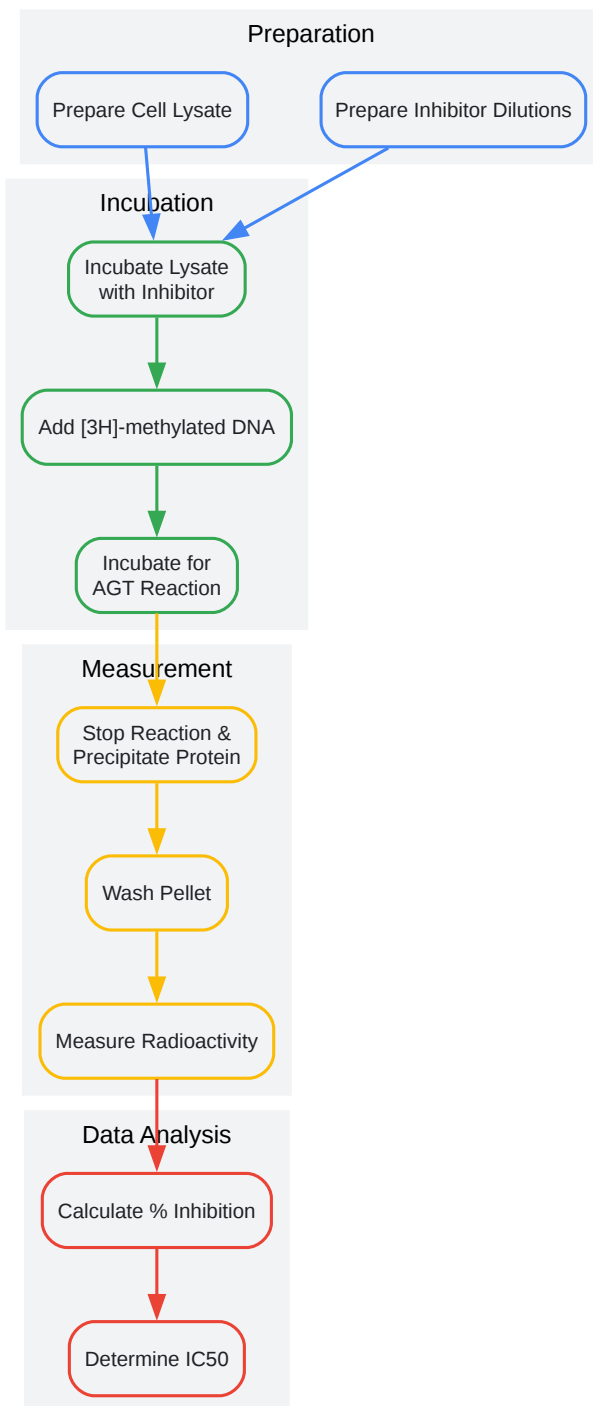 Preparation
Prepare Cell Lysate
Prepare Inhibitor Dilutions
Incubation
Incubate Lysate
with Inhibitor
Add [3H]-methylated DNA
Incubate for
AGT Reaction
Measurement
Stop Reaction &
Precipitate Protein
Wash Pellet
Measure Radioactivity
Data Analysis
Calculate % Inhibition
Determine IC50